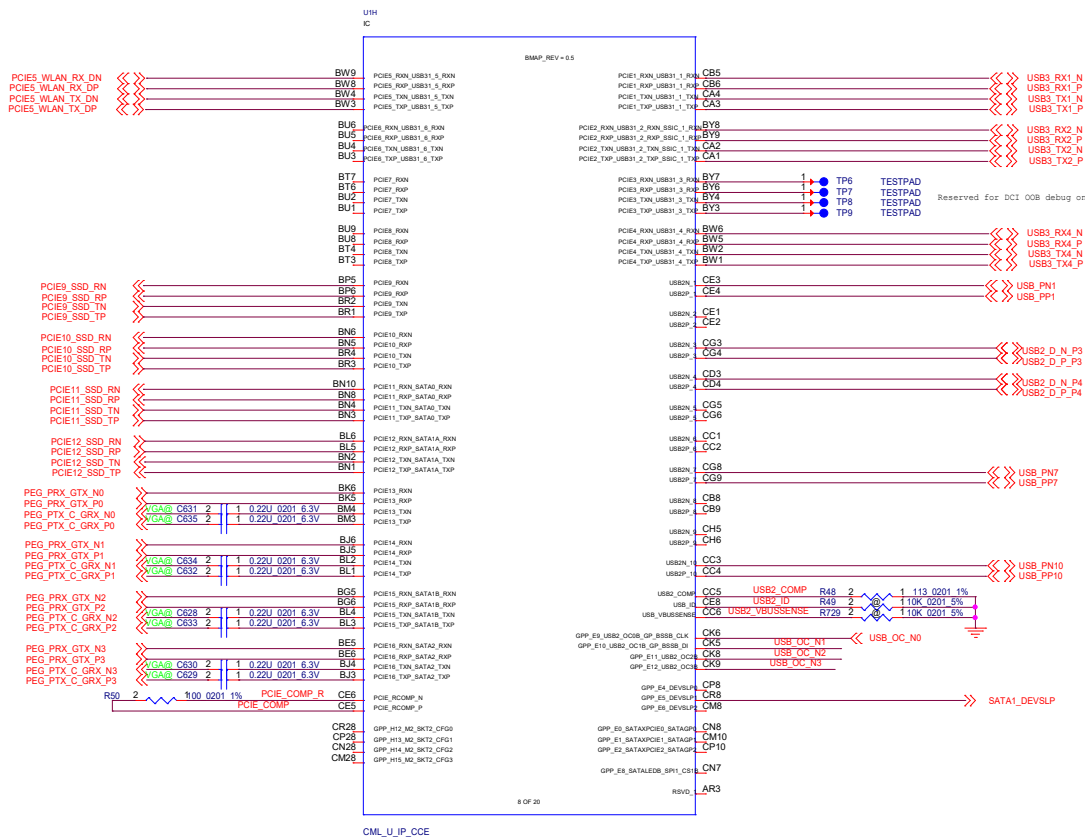 U1H
IC
BMAP_REV = 0.5
PCIE5_WLAN_RX_DN BW9 PCIE5_RXN_USB31_5_RXN
PCIE5_WLAN_RX_DP BW8 PCIE5_RXP_USB31_5_RXP
PCIE5_WLAN_TX_DN BW4 PCIE5_TXN_USB31_5_TXN
PCIE5_WLAN_TX_DP BW3 PCIE5_TXP_USB31_5_TXP
BU6 PCIE6_RXN_USB31_6_RXN
BU5 PCIE6_RXP_USB31_6_RXP
BU4 PCIE6_TXN_USB31_6_TXN
BU3 PCIE6_TXP_USB31_6_TXP
BT7 PCIE7_RXN
BT6 PCIE7_RXP
BU2 PCIE7_TXN
BU1 PCIE7_TXP
BU9 PCIE8_RXN
BU8 PCIE8_RXP
BT4 PCIE8_TXN
BT3 PCIE8_TXP
PCIE9_SSD_RN BP5 PCIE9_RXN
PCIE9_SSD_RP BP6 PCIE9_RXP
PCIE9_SSD_TN BR2 PCIE9_TXN
PCIE9_SSD_TP BR1 PCIE9_TXP
PCIE10_SSD_RN BN6 PCIE10_RXN
PCIE10_SSD_RP BN5 PCIE10_RXP
PCIE10_SSD_TN BR4 PCIE10_TXN
PCIE10_SSD_TP BR3 PCIE10_TXP
PCIE11_SSD_RN BN10 PCIE11_RXN_SATA0_RXN
PCIE11_SSD_RP BN8 PCIE11_RXP_SATA0_RXP
PCIE11_SSD_TN BN4 PCIE11_TXN_SATA0_TXN
PCIE11_SSD_TP BN3 PCIE11_TXP_SATA0_TXP
PCIE12_SSD_RN BL6 PCIE12_RXN_SATA1A_RXN
PCIE12_SSD_RP BL5 PCIE12_RXP_SATA1A_RXP
PCIE12_SSD_TN BN2 PCIE12_TXN_SATA1A_TXN
PCIE12_SSD_TP BN1 PCIE12_TXP_SATA1A_TXP
PEG_PRX_GTX_N0 BK6 PCIE13_RXN
PEG_PRX_GTX_P0 BK5 PCIE13_RXP
PEG_PTX_C_GRX_N0 VGA@ C631 2 1 0.22U_0201_6.3V BM4 PCIE13_TXN
PEG_PTX_C_GRX_P0 VGA@ C635 2 1 0.22U_0201_6.3V BM3 PCIE13_TXP
PEG_PRX_GTX_N1 BJ6 PCIE14_RXN
PEG_PRX_GTX_P1 BJ5 PCIE14_RXP
PEG_PTX_C_GRX_N1 VGA@ C634 2 1 0.22U_0201_6.3V BL2 PCIE14_TXN
PEG_PTX_C_GRX_P1 VGA@ C632 2 1 0.22U_0201_6.3V BL1 PCIE14_TXP
PEG_PRX_GTX_N2 BG5 PCIE15_RXN_SATA1B_RXN
PEG_PRX_GTX_P2 BG6 PCIE15_RXP_SATA1B_RXP
PEG_PTX_C_GRX_N2 VGA@ C628 2 1 0.22U_0201_6.3V BL4 PCIE15_TXN_SATA1B_TXN
PEG_PTX_C_GRX_P2 VGA@ C633 2 1 0.22U_0201_6.3V BL3 PCIE15_TXP_SATA1B_TXP
PEG_PRX_GTX_N3 BE5 PCIE16_RXN_SATA2_RXN
PEG_PRX_GTX_P3 BE6 PCIE16_RXP_SATA2_RXP
PEG_PTX_C_GRX_N3 VGA@ C630 2 1 0.22U_0201_6.3V BJ4 PCIE16_TXN_SATA2_TXN
PEG_PTX_C_GRX_P3 VGA@ C629 2 1 0.22U_0201_6.3V BJ3 PCIE16_TXP_SATA2_TXP
R50 2 1 100_0201_1% PCIE_COMP_R CE6 PCIE_RCOMP_N
PCIE_COMP CE5 PCIE_RCOMP_P
CR28 GPP_H12_M2_SKT2_CFG0
CP28 GPP_H13_M2_SKT2_CFG1
CN28 GPP_H14_M2_SKT2_CFG2
CM28 GPP_H15_M2_SKT2_CFG3
PCIE1_RXN_USB31_1_RXN CB5 USB3_RX1_N
PCIE1_RXP_USB31_1_RXP CB6 USB3_RX1_P
PCIE1_TXN_USB31_1_TXN CA4 USB3_TX1_N
PCIE1_TXP_USB31_1_TXP CA3 USB3_TX1_P
PCIE2_RXN_USB31_2_RXN_SSIC_1_RXN BY8 USB3_RX2_N
PCIE2_RXP_USB31_2_RXP_SSIC_1_RXP BY9 USB3_RX2_P
PCIE2_TXN_USB31_2_TXN_SSIC_1_TXN CA2 USB3_TX2_N
PCIE2_TXP_USB31_2_TXP_SSIC_1_TXP CA1 USB3_TX2_P
PCIE3_RXN_USB31_3_RXN BY7 1 TP6 TESTPAD
PCIE3_RXP_USB31_3_RXP BY6 1 TP7 TESTPAD
PCIE3_TXN_USB31_3_TXN BY4 1 TP8 TESTPAD
PCIE3_TXP_USB31_3_TXP BY3 1 TP9 TESTPAD
Reserved for DCI OOB debug on
PCIE4_RXN_USB31_4_RXN BW6 USB3_RX4_N
PCIE4_RXP_USB31_4_RXP BW5 USB3_RX4_P
PCIE4_TXN_USB31_4_TXN BW2 USB3_TX4_N
PCIE4_TXP_USB31_4_TXP BW1 USB3_TX4_P
USB2N_1 CE3 USB_PN1
USB2P_1 CE4 USB_PP1
USB2N_2 CE1
USB2P_2 CE2
USB2N_3 CG3 USB2_D_N_P3
USB2P_3 CG4 USB2_D_P_P3
USB2N_4 CD3 USB2_D_N_P4
USB2P_4 CD4 USB2_D_P_P4
USB2N_5 CG5
USB2P_5 CG6
USB2N_6 CC1
USB2P_6 CC2
USB2N_7 CG8 USB_PN7
USB2P_7 CG9 USB_PP7
USB2N_8 CB8
USB2P_8 CB9
USB2N_9 CH5
USB2P_9 CH6
USB2N_10 CC3 USB_PN10
USB2P_10 CC4 USB_PP10
USB2_COMP CC5 USB2_COMP R48 2 1 113_0201_1%
USB_ID CE8 USB2_ID R49 2 @ 1 10K_0201_5%
USB_VBUSSENSE CC6 USB2_VBUSSENSE R729 2 @ 1 10K_0201_5%
GPP_E9_USB2_OC0B_GP_BSSB_CLK CK6 USB_OC_N0
GPP_E10_USB2_OC1B_GP_BSSB_DI CK5 USB_OC_N1
GPP_E11_USB2_OC2B CK8 USB_OC_N2
GPP_E12_USB2_OC3B CK9 USB_OC_N3
GPP_E4_DEVSLP0 CP8
GPP_E5_DEVSLP1 CR8 SATA1_DEVSLP
GPP_E6_DEVSLP2 CM8
GPP_E0_SATAXPCIE0_SATAGP0 CN8
GPP_E1_SATAXPCIE1_SATAGP1 CM10
GPP_E2_SATAXPCIE2_SATAGP2 CP10
GPP_E8_SATALEDB_SPI1_CS1B CN7
RSVD_1 AR3
8 OF 20
CML_U_IP_CCE